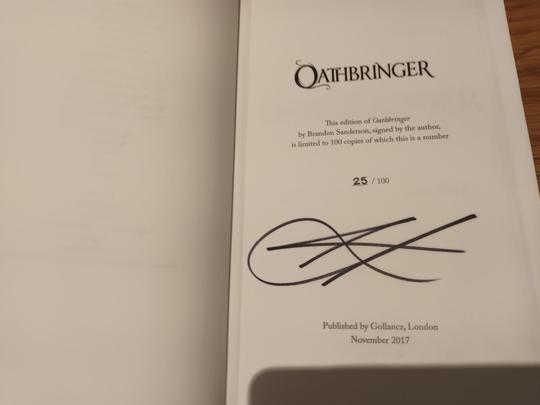 OATHBRINGER
This edition of Oathbringer
by Brandon Sanderson, signed by the author,
is limited to 100 copies of which this is a number
25 / 100
Published by Gollancz, London
November 2017